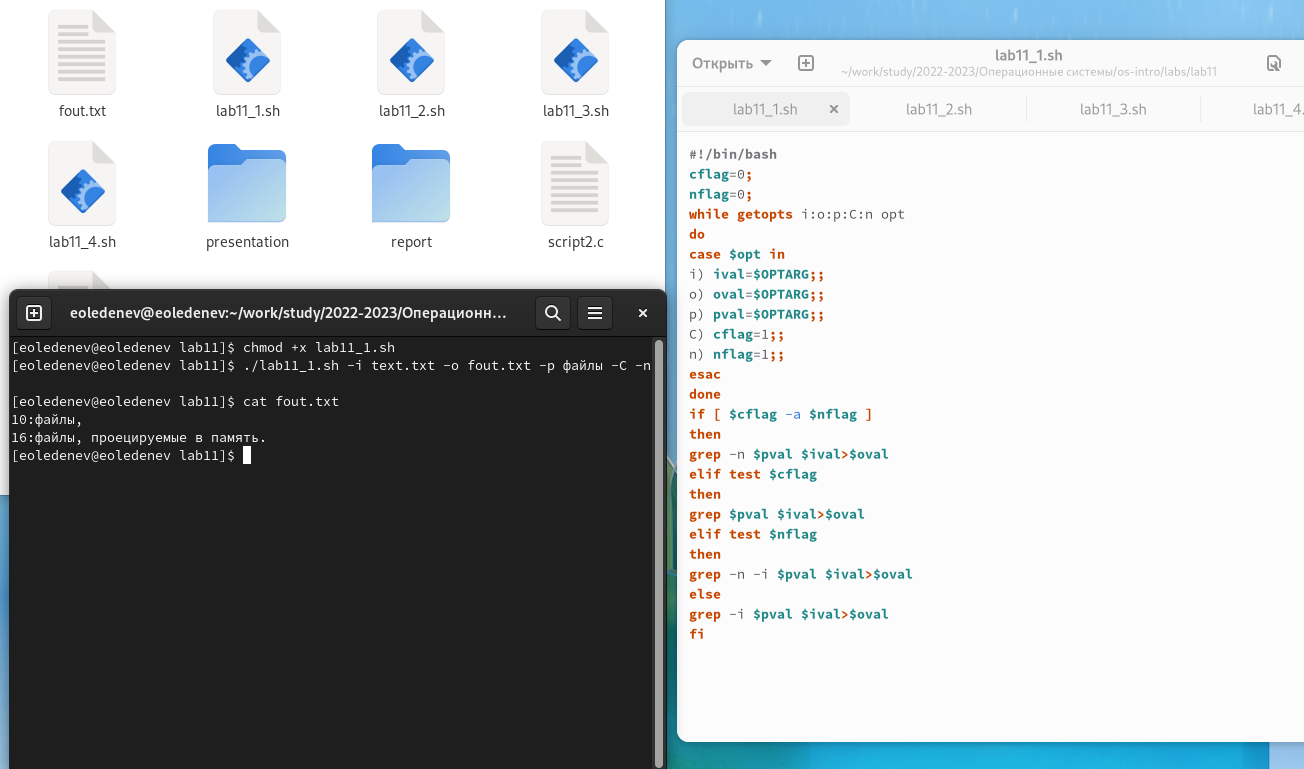 fout.txt
lab11_1.sh
lab11_2.sh
lab11_3.sh
lab11_4.sh
presentation
report
script2.c
eoledenev@eoledenev:~/work/study/2022-2023/Операционн...
[eoledenev@eoledenev lab11]$ chmod +x lab11_1.sh
[eoledenev@eoledenev lab11]$ ./lab11_1.sh -i text.txt -o fout.txt -p файлы -C -n
[eoledenev@eoledenev lab11]$ cat fout.txt
10:файлы,
16:файлы, проецируемые в память.
[eoledenev@eoledenev lab11]$
Открыть
lab11_1.sh
~/work/study/2022-2023/Операционные системы/os-intro/labs/lab11
lab11_1.sh
lab11_2.sh
lab11_3.sh
lab11_4.
#!/bin/bash
cflag=0;
nflag=0;
while getopts i:o:p:C:n opt
do
case $opt in
i) ival=$OPTARG;;
o) oval=$OPTARG;;
p) pval=$OPTARG;;
C) cflag=1;;
n) nflag=1;;
esac
done
if [ $cflag -a $nflag ]
then
grep -n $pval $ival>$oval
elif test $cflag
then
grep $pval $ival>$oval
elif test $nflag
then
grep -n -i $pval $ival>$oval
else
grep -i $pval $ival>$oval
fi